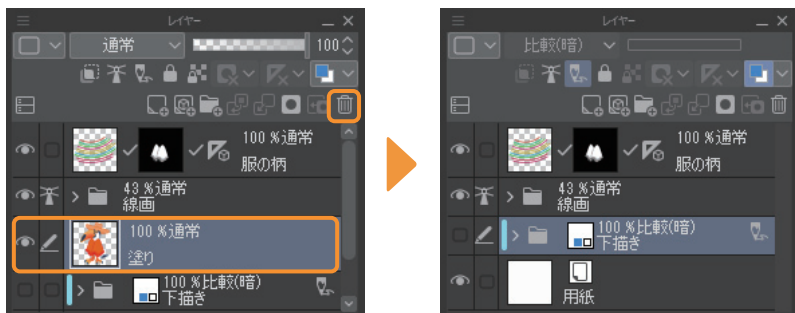 レイヤー
通常
100
100 %通常
服の柄
43 %通常
線画
100 %通常
塗り
100 %比較(暗)
下描き
レイヤー
比較(暗)
100 %通常
服の柄
43 %通常
線画
100 %比較(暗)
下描き
用紙